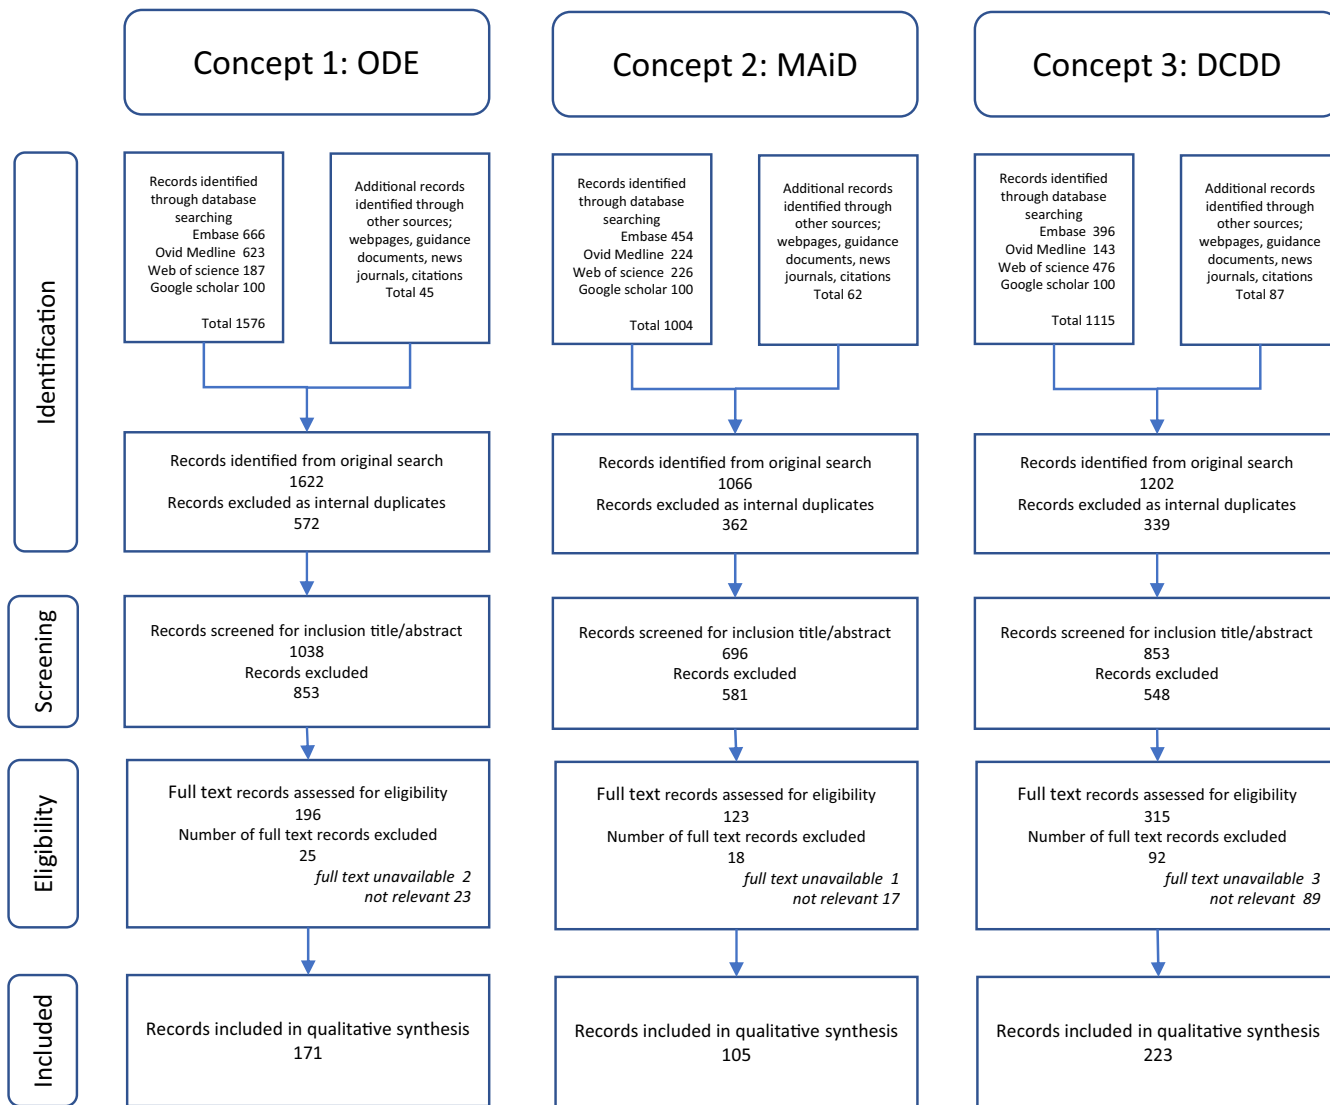 Concept 1: ODE
Concept 2: MAiD
Concept 3: DCDD
Identification
Records identified
through database
searching
Embase 666
Ovid Medline 623
Web of science 187
Google scholar 100
Total 1576
Additional records
identified through
other sources;
webpages, guidance
documents, news
journals, citations
Total 45
Records identified
through database
searching
Embase 454
Ovid Medline 224
Web of science 226
Google scholar 100
Total 1004
Additional records
identified through
other sources;
webpages, guidance
documents, news
journals, citations
Total 62
Records identified
through database
searching
Embase 396
Ovid Medline 143
Web of science 476
Google scholar 100
Total 1115
Additional records
identified through
other sources;
webpages, guidance
documents, news
journals, citations
Total 87
Records identified from original search
1622
Records excluded as internal duplicates
572
Records identified from original search
1066
Records excluded as internal duplicates
362
Records identified from original search
1202
Records excluded as internal duplicates
339
Screening
Records screened for inclusion title/abstract
1038
Records excluded
853
Records screened for inclusion title/abstract
696
Records excluded
581
Records screened for inclusion title/abstract
853
Records excluded
548
Eligibility
Full text records assessed for eligibility
196
Number of full text records excluded
25
full text unavailable 2
not relevant 23
Full text records assessed for eligibility
123
Number of full text records excluded
18
full text unavailable 1
not relevant 17
Full text records assessed for eligibility
315
Number of full text records excluded
92
full text unavailable 3
not relevant 89
Included
Records included in qualitative synthesis
171
Records included in qualitative synthesis
105
Records included in qualitative synthesis
223